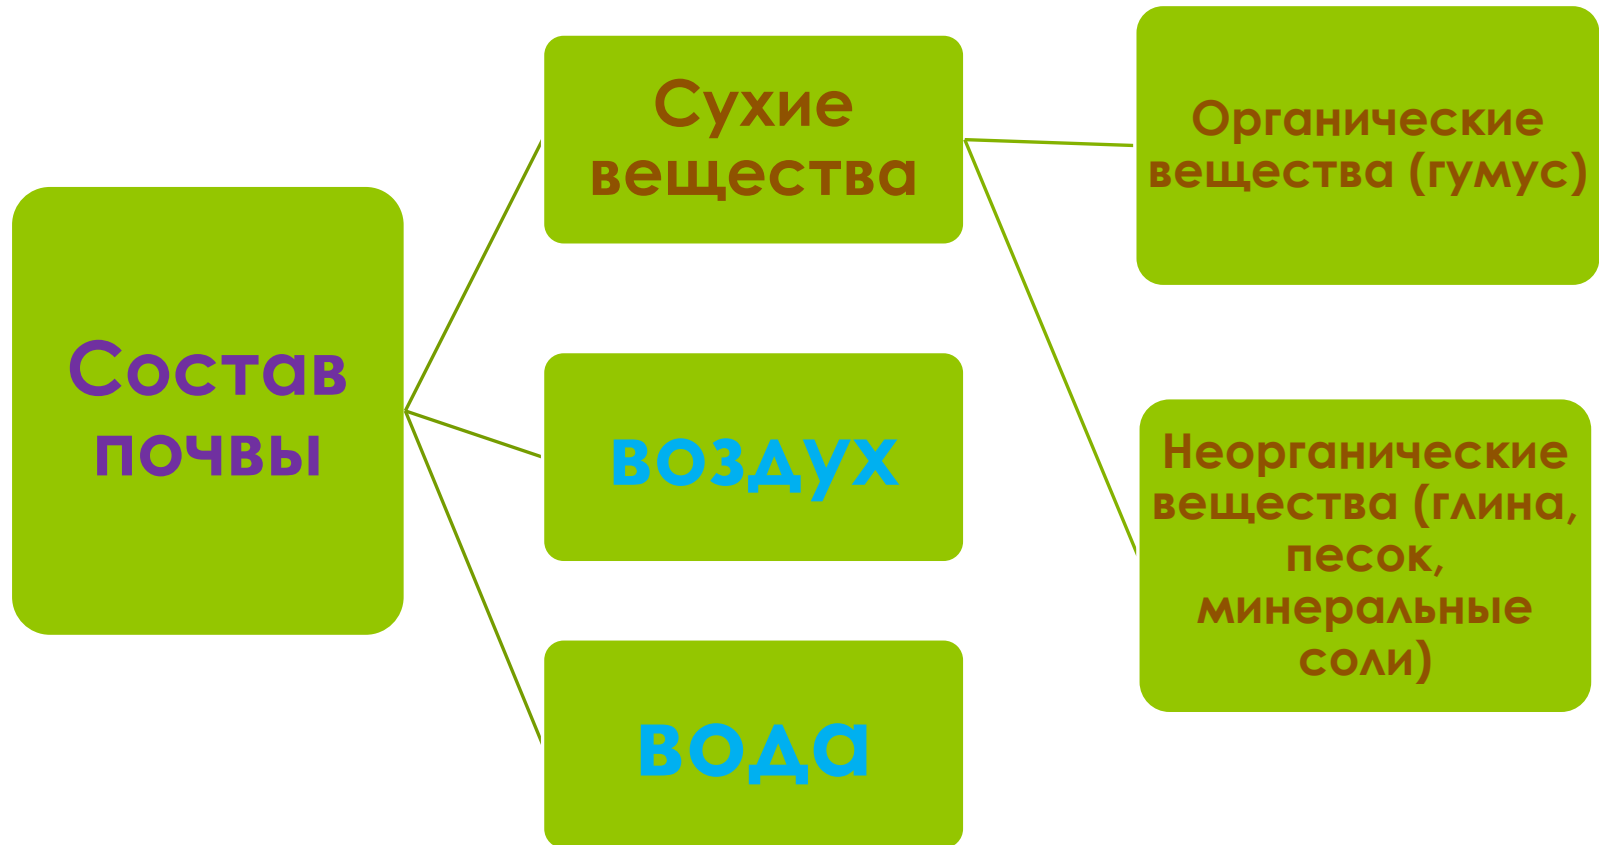 Состав
почвы
Сухие
вещества
Органические
вещества (гумус)
воздух
Неорганические
вещества (глина,
песок,
минеральные
соли)
вода